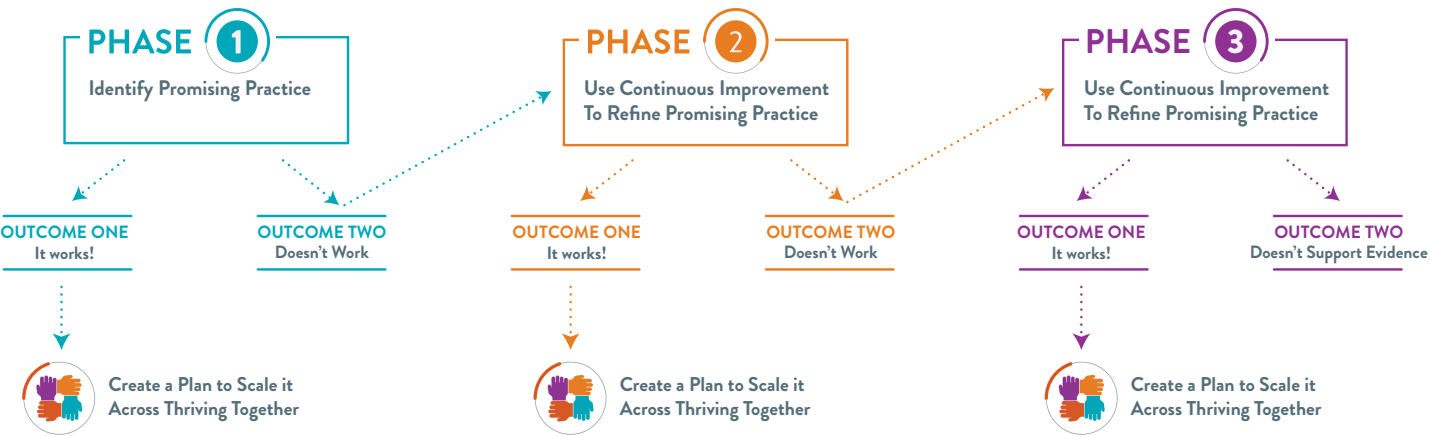 PHASE 1
Identify Promising Practice
OUTCOME ONE
It works!
OUTCOME TWO
Doesn't Work
Create a Plan to Scale it
Across Thriving Together
PHASE 2
Use Continuous Improvement
To Refine Promising Practice
OUTCOME ONE
It works!
OUTCOME TWO
Doesn't Work
Create a Plan to Scale it
Across Thriving Together
PHASE 3
Use Continuous Improvement
To Refine Promising Practice
OUTCOME ONE
It works!
OUTCOME TWO
Doesn't Support Evidence
Create a Plan to Scale it
Across Thriving Together